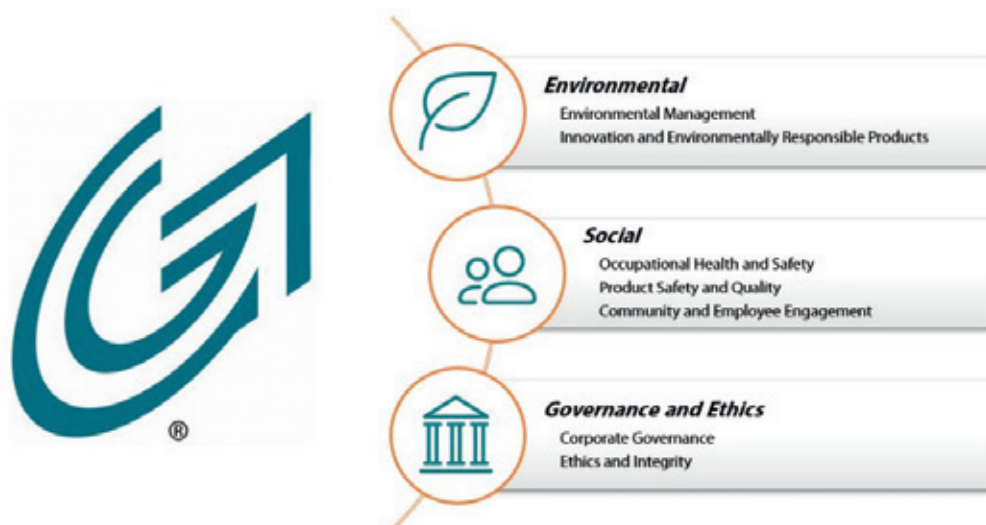 Environmental
Environmental Management
Innovation and Environmentally Responsible Products
Social
Occupational Health and Safety
Product Safety and Quality
Community and Employee Engagement
®
Governance and Ethics
Corporate Governance
Ethics and Integrity